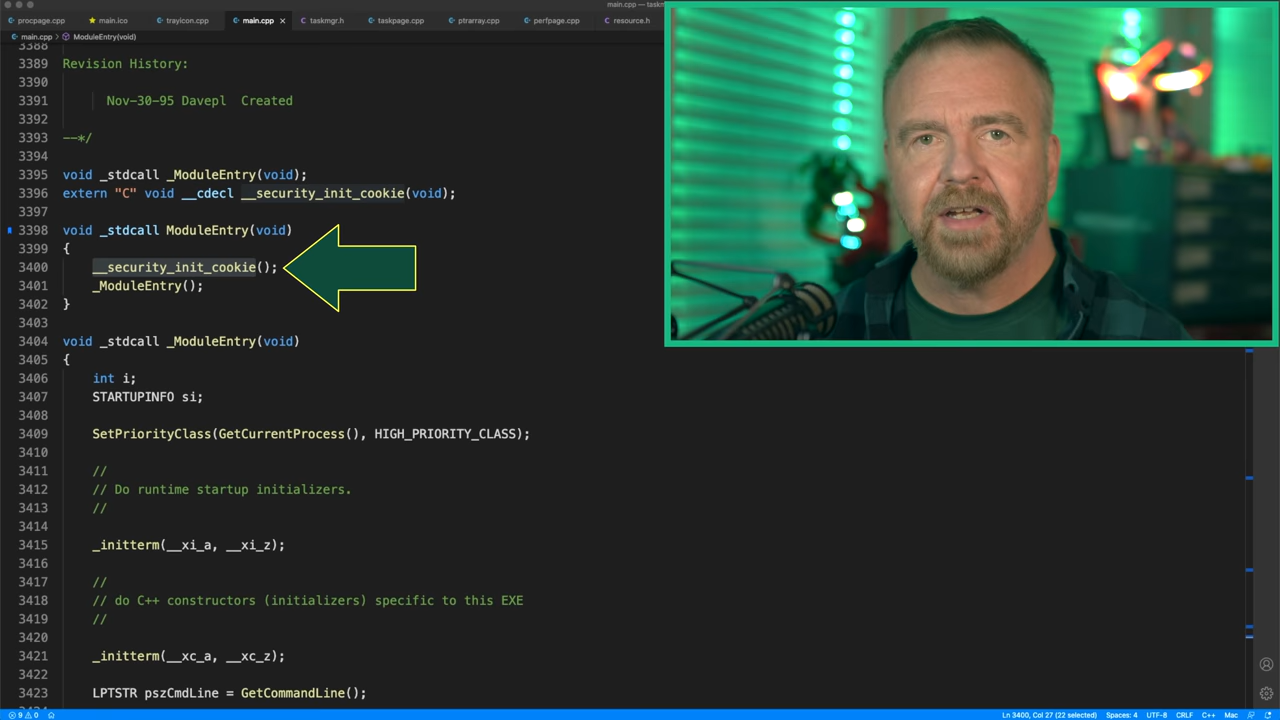 main.cpp — taskm
procpage.cpp main.ico trayicon.cpp main.cpp × taskmgr.h taskpage.cpp ptrarray.cpp perfpage.cpp resource.h
main.cpp > ModuleEntry(void)
3388
3389 Revision History:
3390
3391 Nov-30-95 Davepl Created
3392
3393 --*/
3394
3395 void _stdcall _ModuleEntry(void);
3396 extern "C" void __cdecl __security_init_cookie(void);
3397
3398 void _stdcall ModuleEntry(void)
3399 {
3400 __security_init_cookie();
3401 _ModuleEntry();
3402 }
3403
3404 void _stdcall _ModuleEntry(void)
3405 {
3406 int i;
3407 STARTUPINFO si;
3408
3409 SetPriorityClass(GetCurrentProcess(), HIGH_PRIORITY_CLASS);
3410
3411 //
3412 // Do runtime startup initializers.
3413 //
3414
3415 _initterm(__xi_a, __xi_z);
3416
3417 //
3418 // do C++ constructors (initializers) specific to this EXE
3419 //
3420
3421 _initterm(__xc_a, __xc_z);
3422
3423 LPTSTR pszCmdLine = GetCommandLine();
9 0 Ln 3400, Col 27 (22 selected) Spaces: 4 UTF-8 CRLF C++ Mac